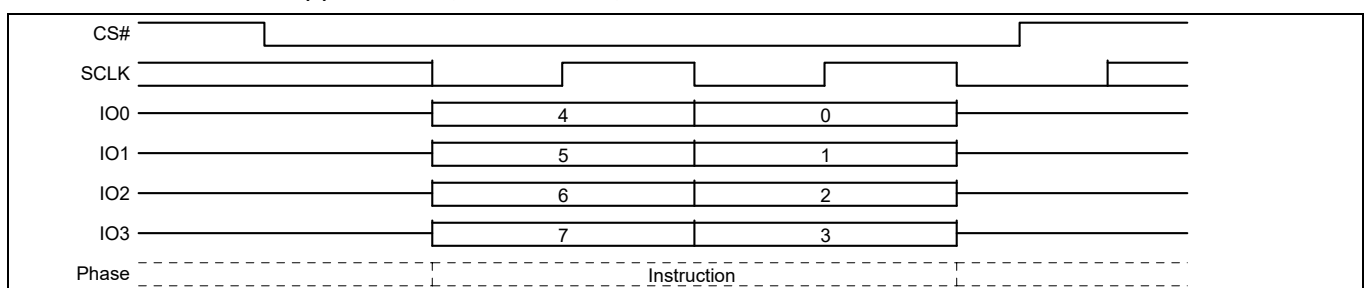 CS#
SCLK
IO0 4 0
IO1 5 1
IO2 6 2
IO3 7 3
Phase Instruction